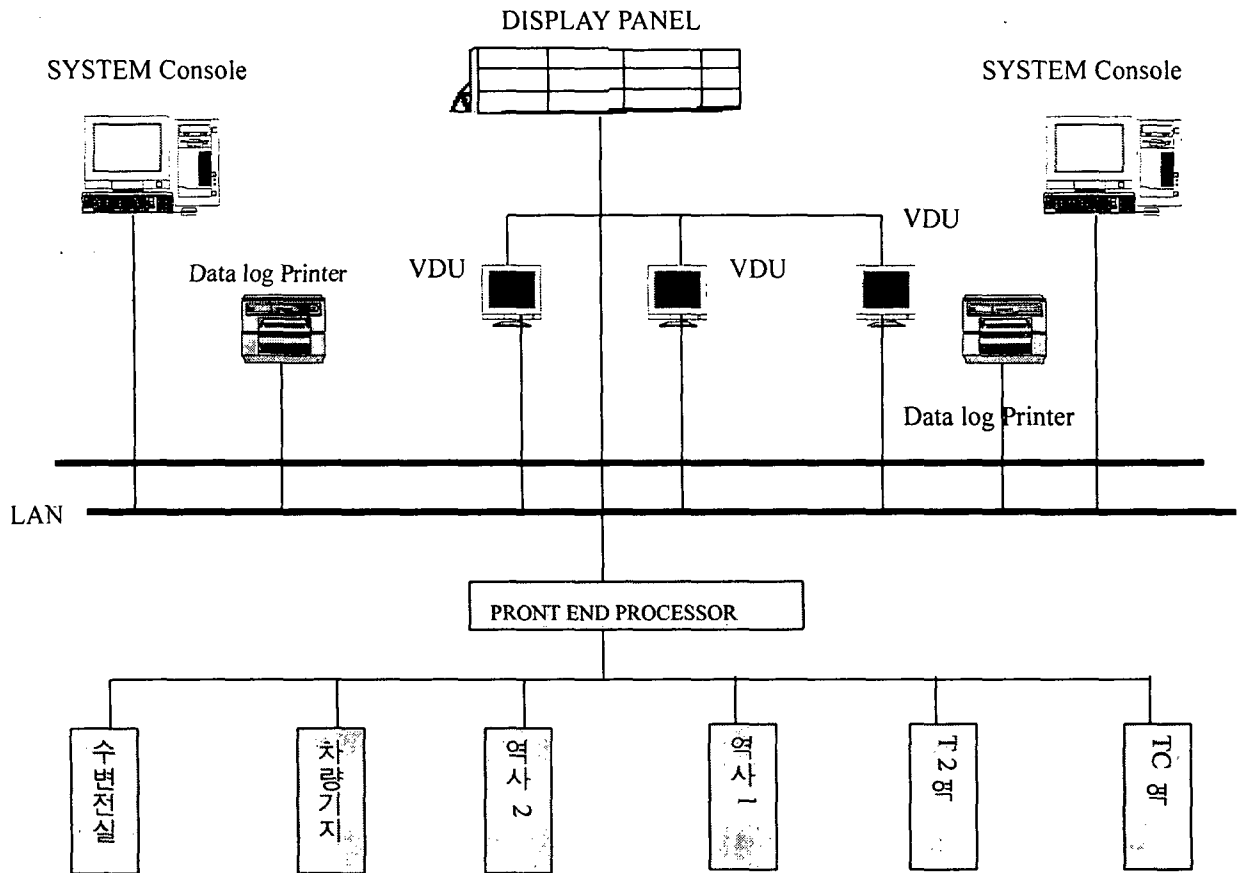 DISPLAY PANEL
SYSTEM Console
SYSTEM Console
VDU
Data log Printer
VDU
VDU
Data log Printer
LAN
PRONT END PROCESSOR
수변전실
차량기지
역사 2
역사 1
T2역
TC 역